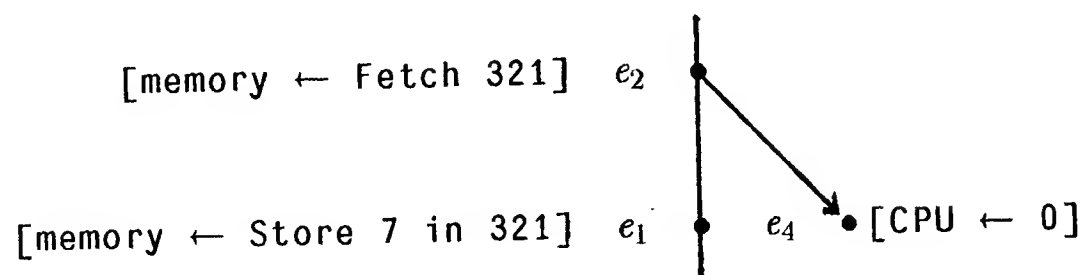 [memory ← Fetch 321] e₂
[memory ← Store 7 in 321] e₁ e₄ [CPU ← 0]